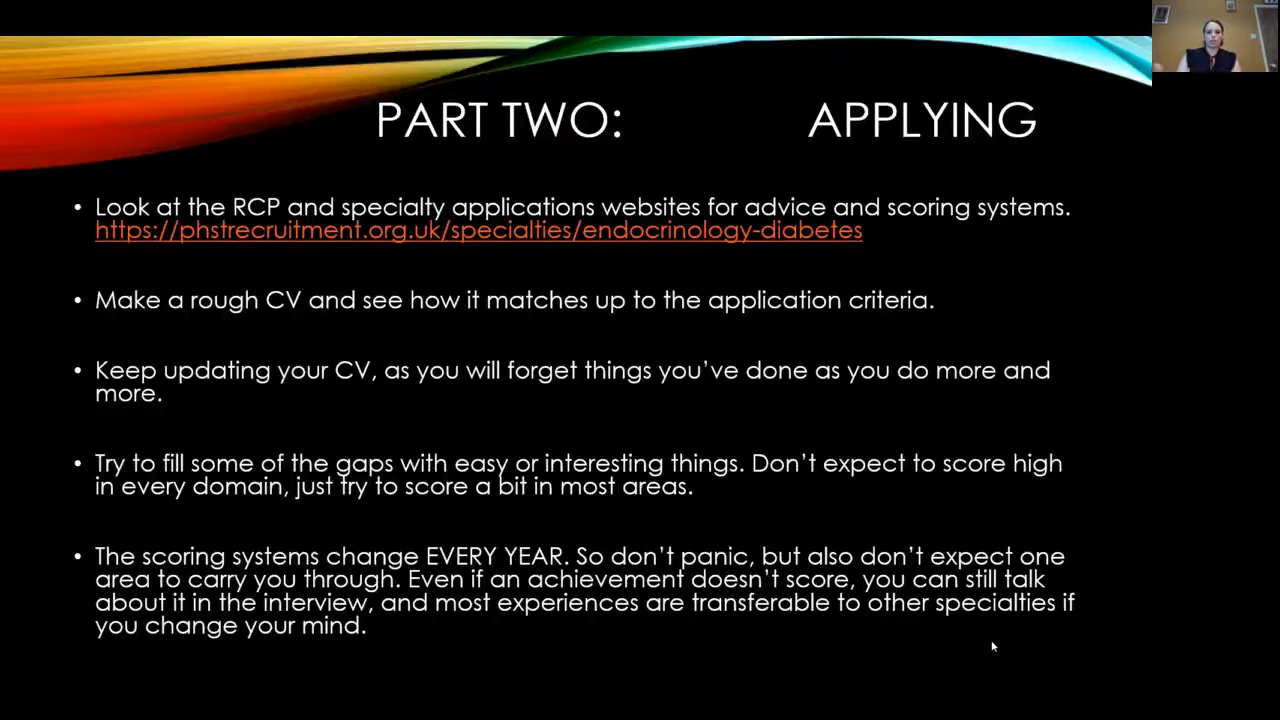 PART TWO: APPLYING
• Look at the RCP and specialty applications websites for advice and scoring systems.
https://phstrecruitment.org.uk/specialties/endocrinology-diabetes
• Make a rough CV and see how it matches up to the application criteria.
• Keep updating your CV, as you will forget things you’ve done as you do more and
more.
• Try to fill some of the gaps with easy or interesting things. Don’t expect to score high
in every domain, just try to score a bit in most areas.
• The scoring systems change EVERY YEAR. So don’t panic, but also don’t expect one
area to carry you through. Even if an achievement doesn’t score, you can still talk
about it in the interview, and most experiences are transferable to other specialties if
you change your mind.